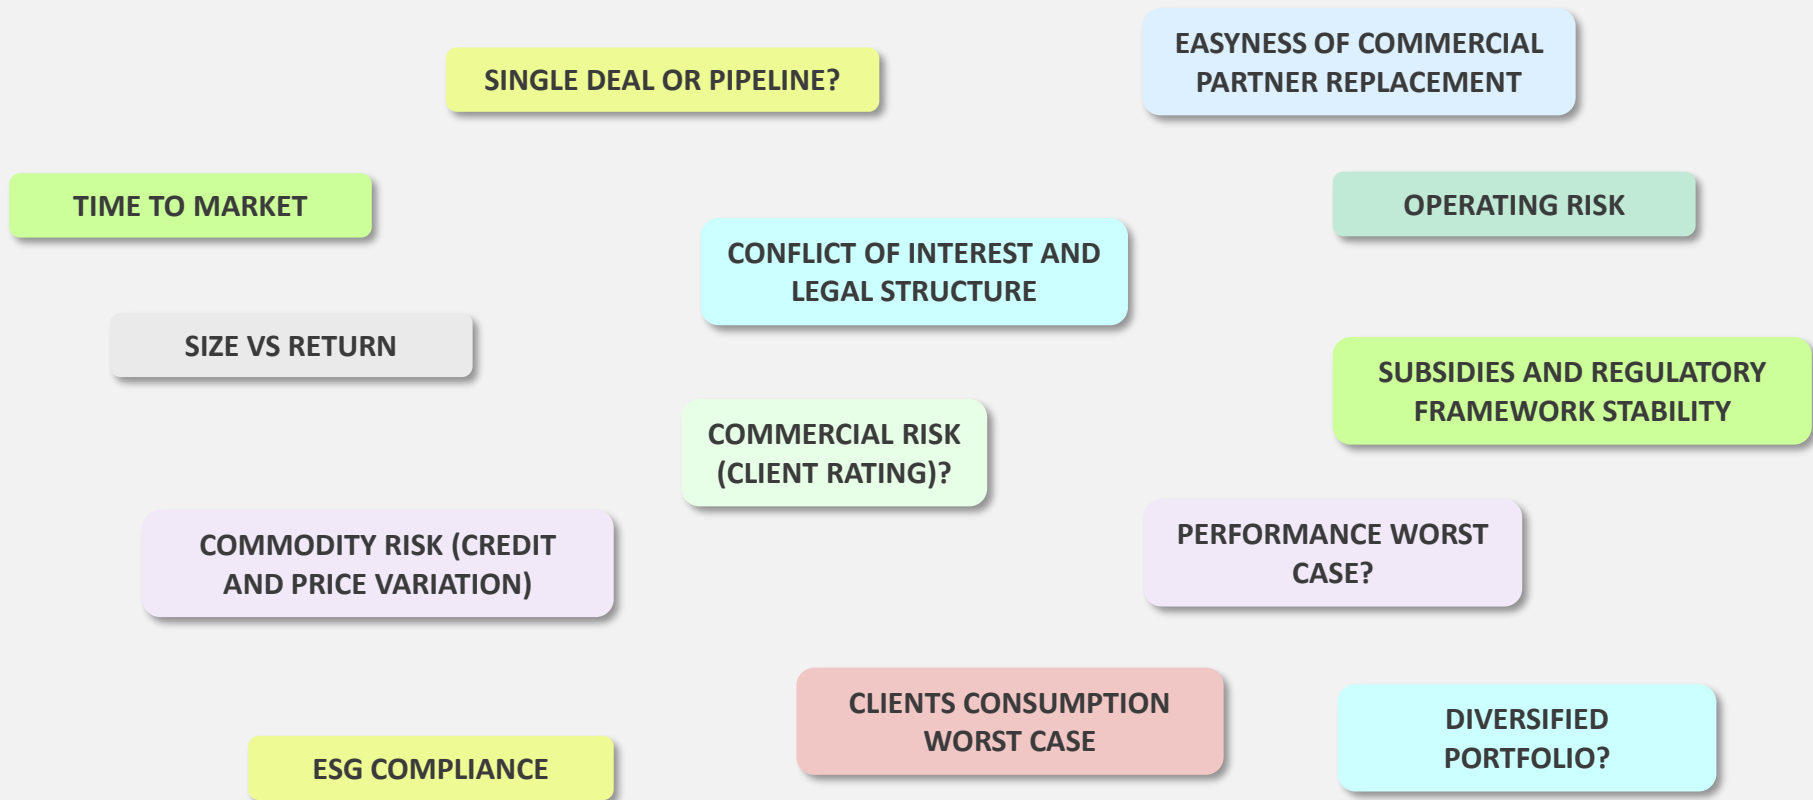 EASYNESS OF COMMERCIAL
PARTNER REPLACEMENT
SINGLE DEAL OR PIPELINE?
TIME TO MARKET
OPERATING RISK
CONFLICT OF INTEREST AND
LEGAL STRUCTURE
SIZE VS RETURN
SUBSIDIES AND REGULATORY
FRAMEWORK STABILITY
COMMERCIAL RISK
(CLIENT RATING)?
COMMODITY RISK (CREDIT
AND PRICE VARIATION)
PERFORMANCE WORST
CASE?
CLIENTS CONSUMPTION
WORST CASE
DIVERSIFIED
PORTFOLIO?
ESG COMPLIANCE